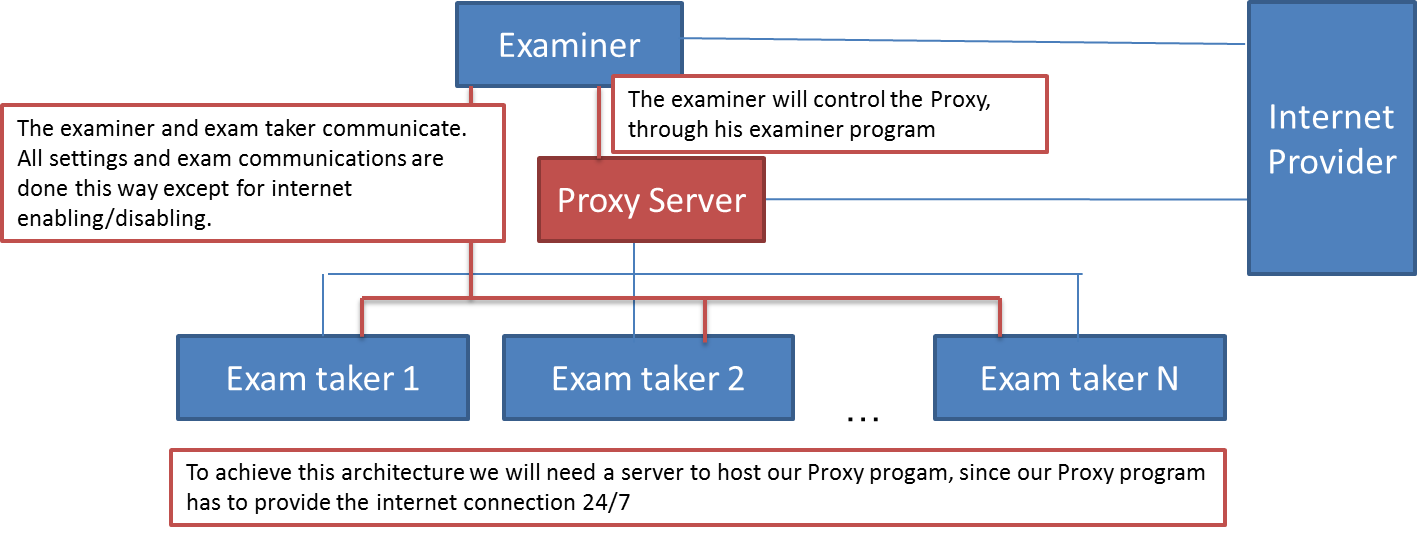 Examiner
The examiner will control the Proxy,
through his examiner program
Internet
Provider
The examiner and exam taker communicate.
All settings and exam communications are
done this way except for internet
enabling/disabling.
Proxy Server
Exam taker 1
Exam taker 2
...
Exam taker N
To achieve this architecture we will need a server to host our Proxy progam, since our Proxy program
has to provide the internet connection 24/7